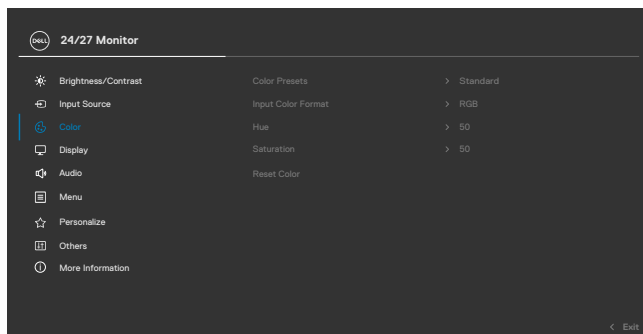 DELL 24/27 Monitor
Brightness/Contrast Color Presets > Standard
Input Source Input Color Format > RGB
Color Hue > 50
Display Saturation > 50
Audio Reset Color
Menu
Personalize
Others
More Information
< Exit